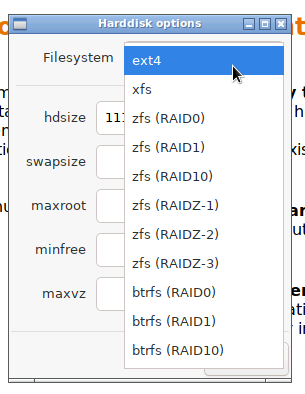 Harddisk options
Filesystem
ext4
xfs
hdsize
zfs (RAID0)
zfs (RAID1)
swapsize
zfs (RAID10)
maxroot
zfs (RAIDZ-1)
zfs (RAIDZ-2)
minfree
zfs (RAIDZ-3)
maxvz
btrfs (RAID0)
btrfs (RAID1)
btrfs (RAID10)